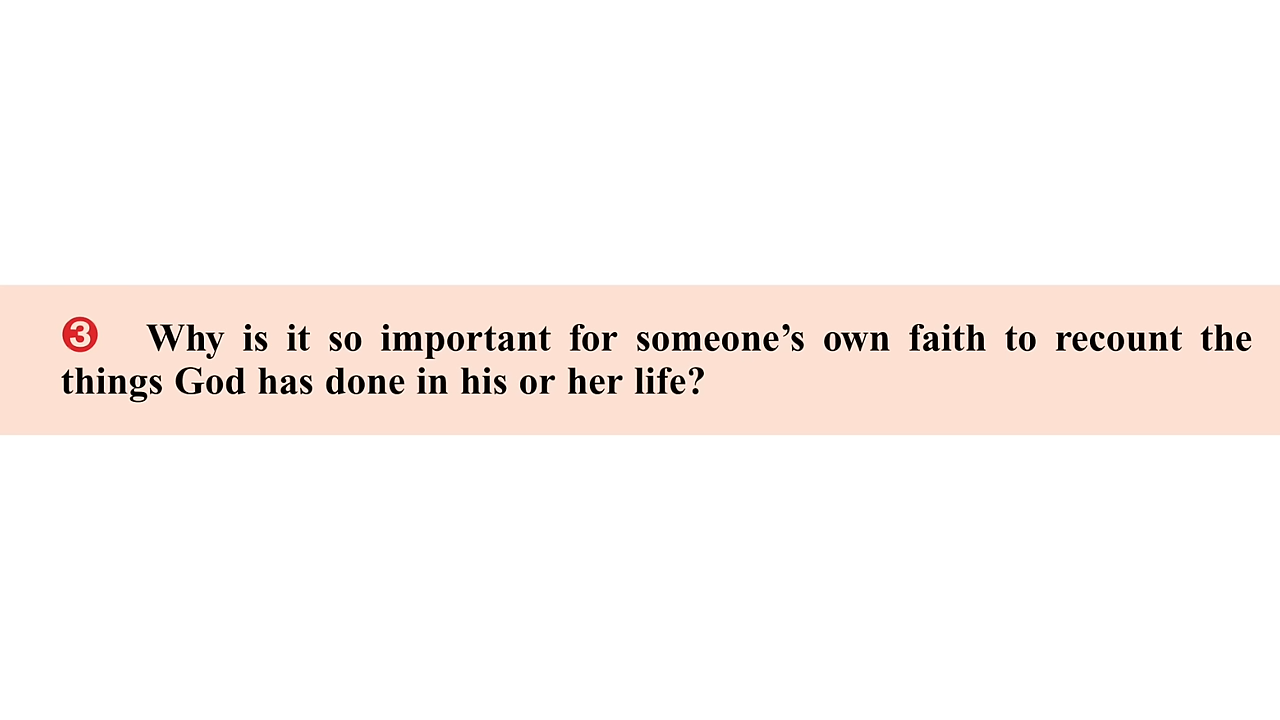 ❸ Why is it so important for someone’s own faith to recount the
things God has done in his or her life?